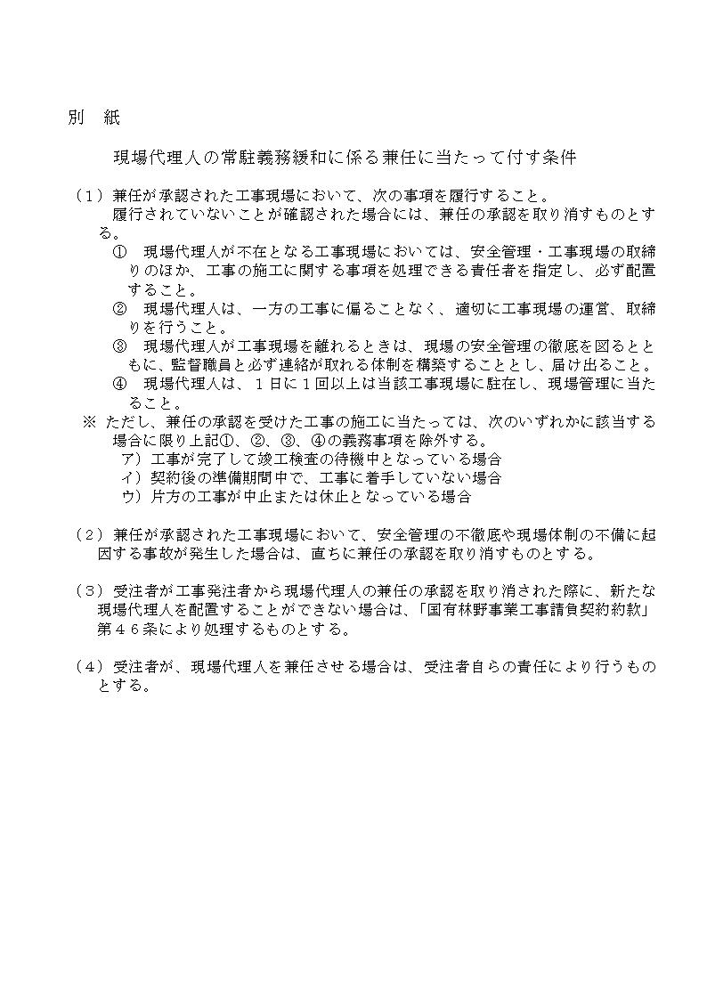 別　紙
現場代理人の常駐義務緩和に係る兼任に当たって付す条件
（１）兼任が承認された工事現場において、次の事項を履行すること。
履行されていないことが確認された場合には、兼任の承認を取り消すものとす
る。
①　現場代理人が不在となる工事現場においては、安全管理・工事現場の取締
りのほか、工事の施工に関する事項を処理できる責任者を指定し、必ず配置
すること。
②　現場代理人は、一方の工事に偏ることなく、適切に工事現場の運営、取締
りを行うこと。
③　現場代理人が工事現場を離れるときは、現場の安全管理の徹底を図るとと
もに、監督職員と必ず連絡が取れる体制を構築することとし、届け出ること。
④　現場代理人は、１日に１回以上は当該工事現場に駐在し、現場管理に当た
ること。
※ ただし、兼任の承認を受けた工事の施工に当たっては、次のいずれかに該当する
場合に限り上記①、②、③、④の義務事項を除外する。
ア）工事が完了して竣工検査の待機中となっている場合
イ）契約後の準備期間中で、工事に着手していない場合
ウ）片方の工事が中止または休止となっている場合
（２）兼任が承認された工事現場において、安全管理の不徹底や現場体制の不備に起
因する事故が発生した場合は、直ちに兼任の承認を取り消すものとする。
（３）受注者が工事発注者から現場代理人の兼任の承認を取り消された際に、新たな
現場代理人を配置することができない場合は、「国有林野事業工事請負契約約款」
第４６条により処理するものとする。
（４）受注者が、現場代理人を兼任させる場合は、受注者自らの責任により行うもの
とする。